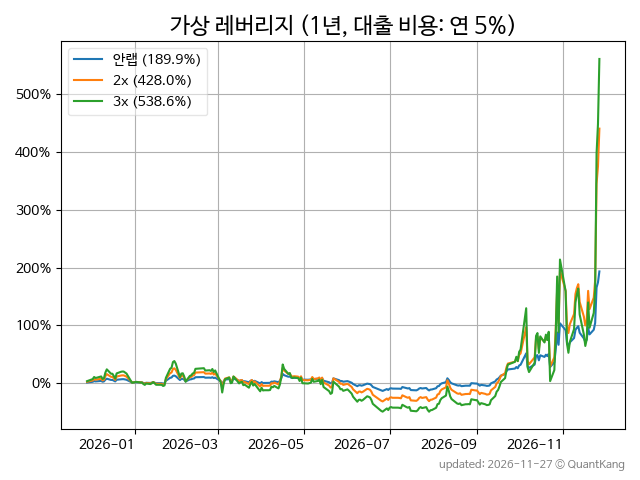 가상 레버리지 (1년, 대출 비용: 연 5%)
안랩 (189.9%)
2x (428.0%)
3x (538.6%)
500%
400%
300%
200%
100%
0%
2026-01 2026-03 2026-05 2026-07 2026-09 2026-11
updated: 2026-11-27 © QuantKang